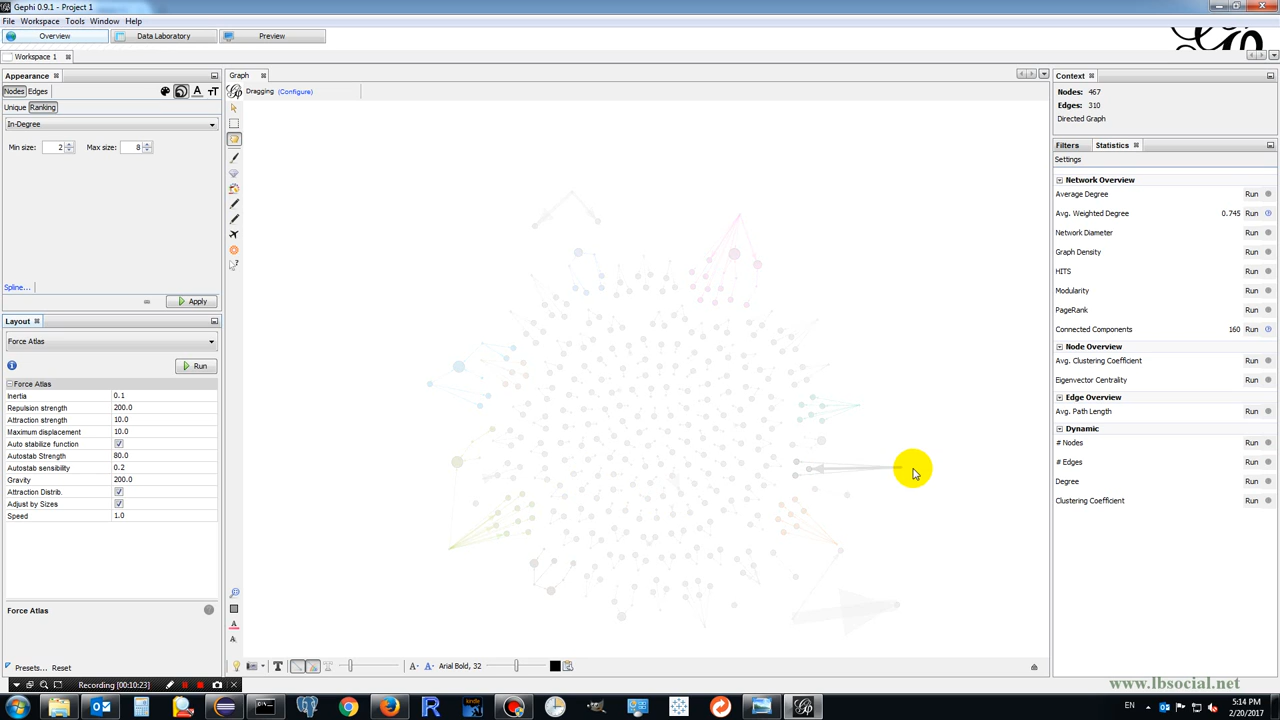 Gephi 0.9.1 - Project 1
File Workspace Tools Window Help
Overview Data Laboratory Preview
Workspace 1
Appearance
Nodes Edges
Unique Ranking
In-Degree
Min size: 2 Max size: 8
Spline...
Apply
Layout
Force Atlas
Run
Force Atlas
Inertia 0.1
Repulsion strength 200.0
Attraction strength 10.0
Maximum displacement 10.0
Auto stabilize function
Autostab Strength 80.0
Autostab sensibility 0.2
Gravity 200.0
Attraction Distrib.
Adjust by Sizes
Speed 1.0
Force Atlas
Presets... Reset
Graph
Dragging (Configure)
Arial Bold, 32
Context
Nodes: 467
Edges: 310
Directed Graph
Filters Statistics
Settings
Network Overview
Average Degree Run
Avg. Weighted Degree 0.745 Run
Network Diameter Run
Graph Density Run
HITS Run
Modularity Run
PageRank Run
Connected Components 160 Run
Node Overview
Avg. Clustering Coefficient Run
Eigenvector Centrality Run
Edge Overview
Avg. Path Length Run
Dynamic
# Nodes Run
# Edges Run
Degree Run
Clustering Coefficient Run
www.lbsocial.net
Recording [00:10:23]
EN
5:14 PM
2/20/2017